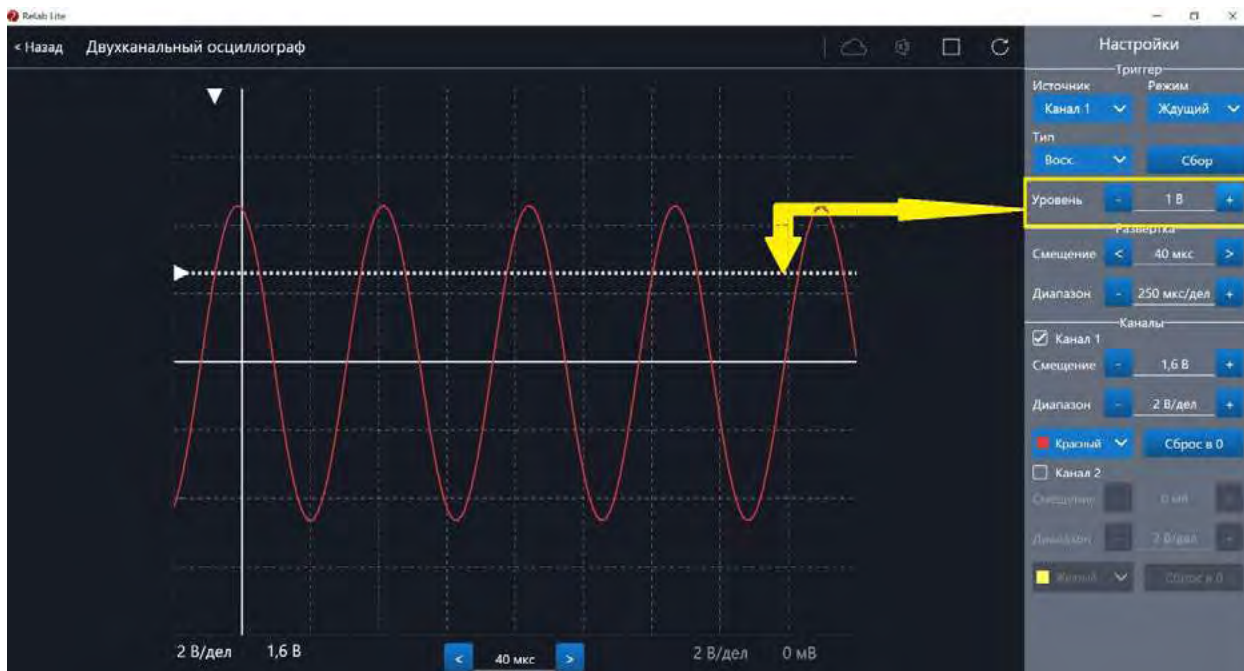 Relab Lite
< Назад Двухканальный осциллограф
Настройки
Триггер
Источник Режим
Канал 1 Ждущий
Тип
Восх. Сбор
Уровень - 1 В +
Развертка
Смещение < 40 мкс >
Диапазон - 250 мкс/дел +
Каналы
Канал 1
Смещение - 1,6 В +
Диапазон - 2 В/дел +
Красный Сброс в 0
Канал 2
Смещение - 0 мВ +
Диапазон - 2 В/дел +
Желтый Сброс в 0
2 В/дел 1,6 В < 40 мкс > 2 В/дел 0 мВ